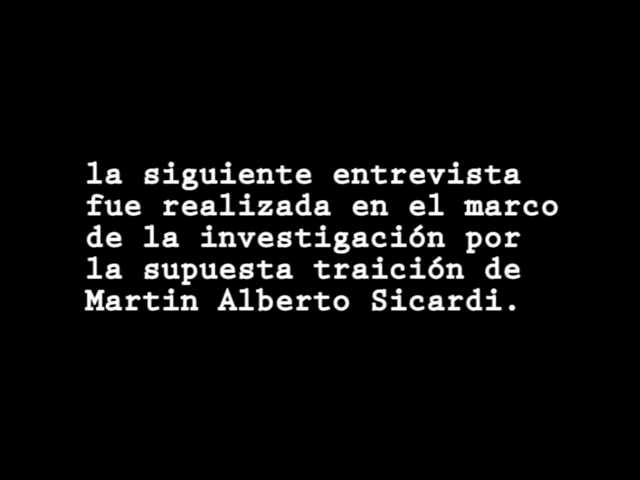 la siguiente entrevista
fue realizada en el marco
de la investigación por
la supuesta traición de
Martin Alberto Sicardi.